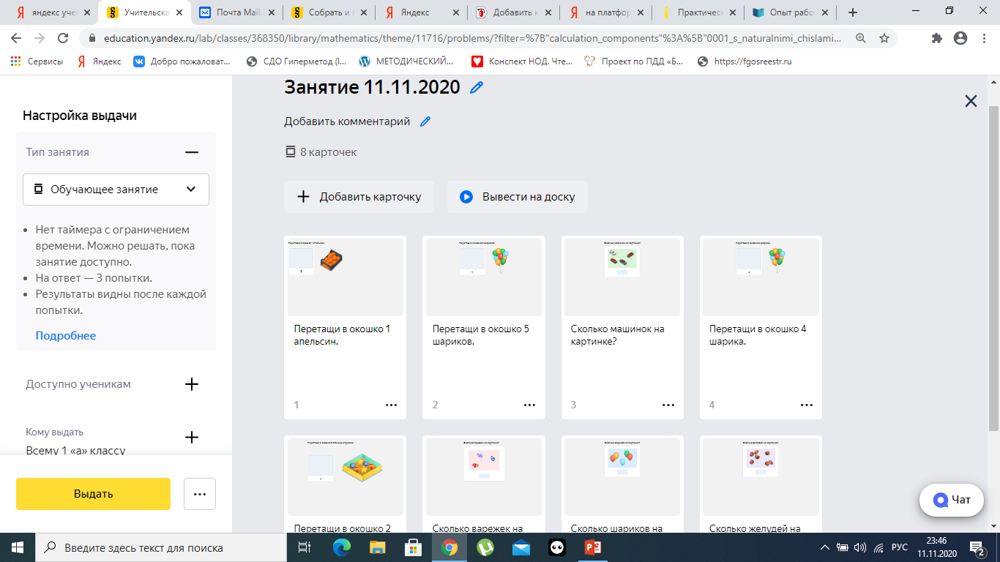 яндекс учеб
Учительска
Почта Mail.
Собрать и в
Яндекс
Добавить к
на платфор
Практическ
Опыт работ
education.yandex.ru/lab/classes/368350/library/mathematics/theme/11716/problems/?filter=%7B"calculation_components"%3A%5B"0001_s_naturalnimi_chislami...
Сервисы
Яндекс
Добро пожаловат...
СДО Гиперметод (I...
МЕТОДИЧЕСКИЙ...
Конспект НОД. Чте...
Проект по ПДД «Б...
https://fgosreestr.ru
Настройка выдачи
Тип занятия
Обучающее занятие
Нет таймера с ограничением
времени. Можно решать, пока
занятие доступно.
На ответ — 3 попытки.
Результаты видны после каждой
попытки.
Подробнее
Доступно ученикам
Кому выдать
Всему 1 «а» классу
Выдать
Занятие 11.11.2020
Добавить комментарий
8 карточек
Добавить карточку
Вывести на доску
Перетащи в окошко 1
апельсин.
1
Перетащи в окошко 5
шариков.
2
Сколько машинок на
картинке?
3
Перетащи в окошко 4
шарика.
4
Перетащи в окошко 2
Сколько варежек на
Сколько шариков на
Сколько желудей на
Чат
Введите здесь текст для поиска
РУС
23:46
11.11.2020
2